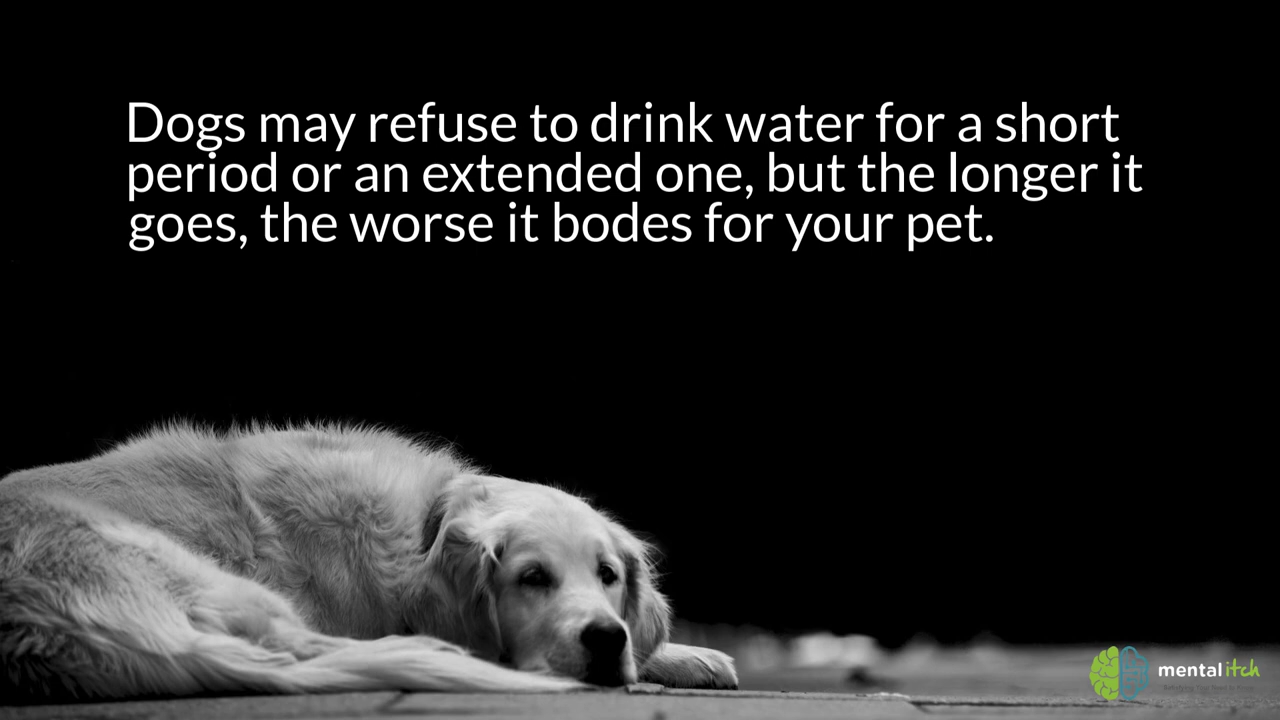 Dogs may refuse to drink water for a short
period or an extended one, but the longer it
goes, the worse it bodes for your pet.
mentalitch